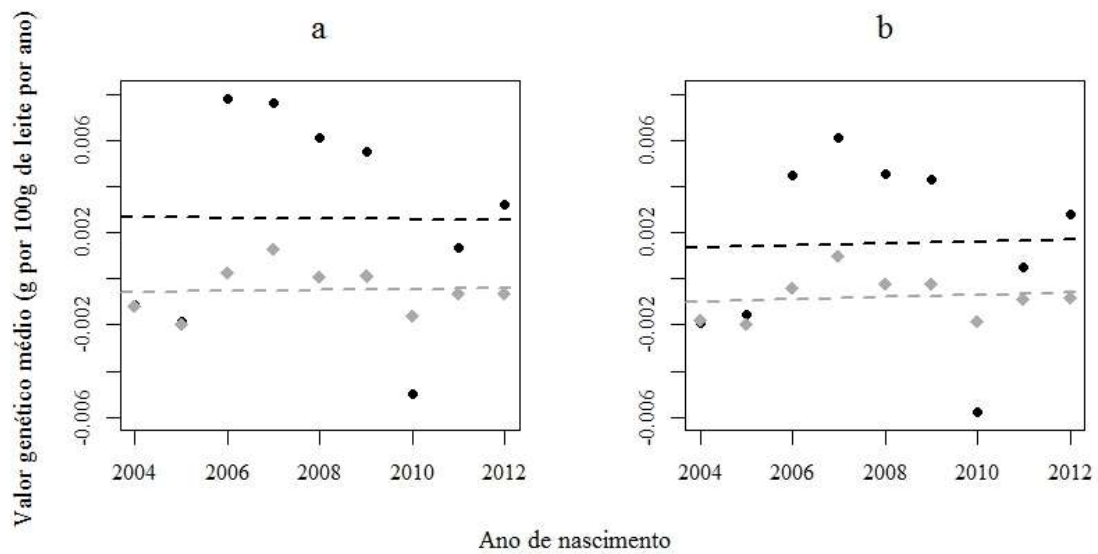 a
b
Valor genético médio (g por 100g de leite por ano)
0.006
0.002
-0.002
-0.006
2004 2006 2008 2010 2012
0.006
0.002
-0.002
-0.006
2004 2006 2008 2010 2012
Ano de nascimento